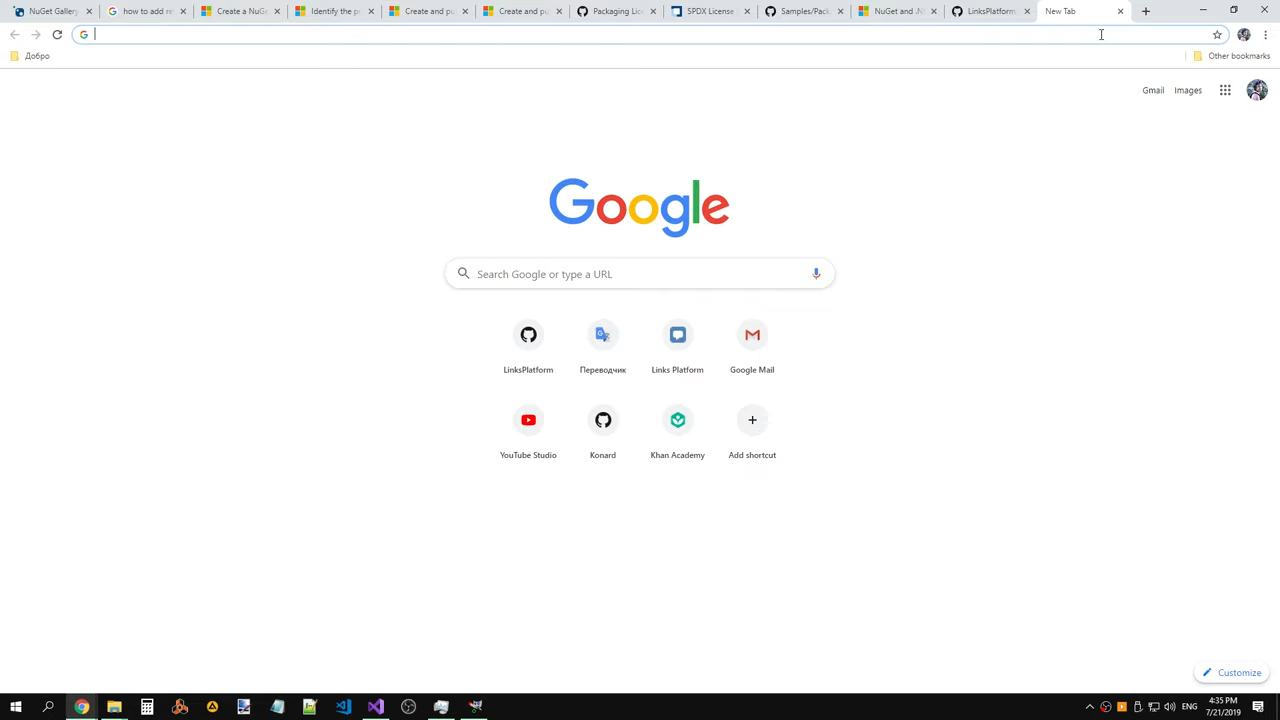 NuGet Gallery
how to add re
Create a NuGe
Identify the pr
Create and pu
Create and pu
Packaging Lice
SPDX License
Samples/Pack
NuGet and .N
LinksPlatform
New Tab
Добро
Other bookmarks
Gmail Images
Google
Search Google or type a URL
LinksPlatform Переводчик Links Platform Google Mail
YouTube Studio Konard Khan Academy Add shortcut
Customize
ENG
4:35 PM
7/21/2019